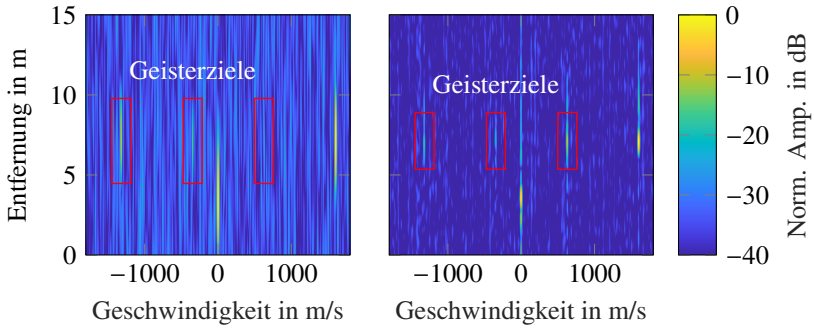 15
10
5
0
Entfernung in m
Geisterziele
−1000
0
1000
Geschwindigkeit in m/s
Geisterziele
−1000
0
1000
Geschwindigkeit in m/s
0
−10
−20
−30
−40
Norm. Amp. in dB